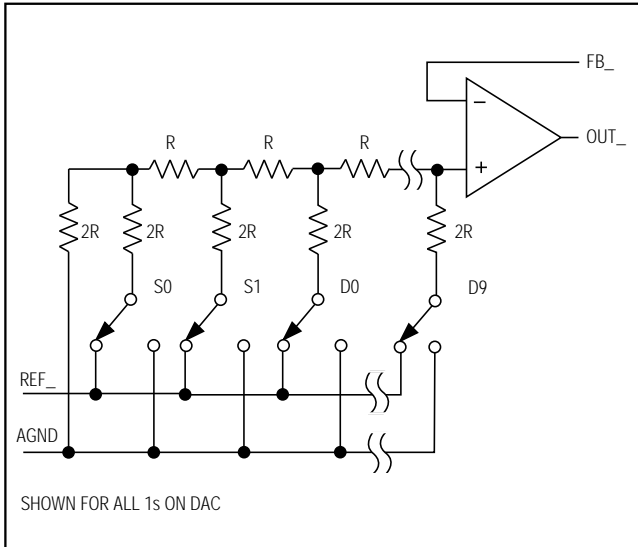 FB_
OUT_
R R R
2R 2R 2R 2R 2R
S0 S1 D0 D9
REF_
AGND
SHOWN FOR ALL 1s ON DAC